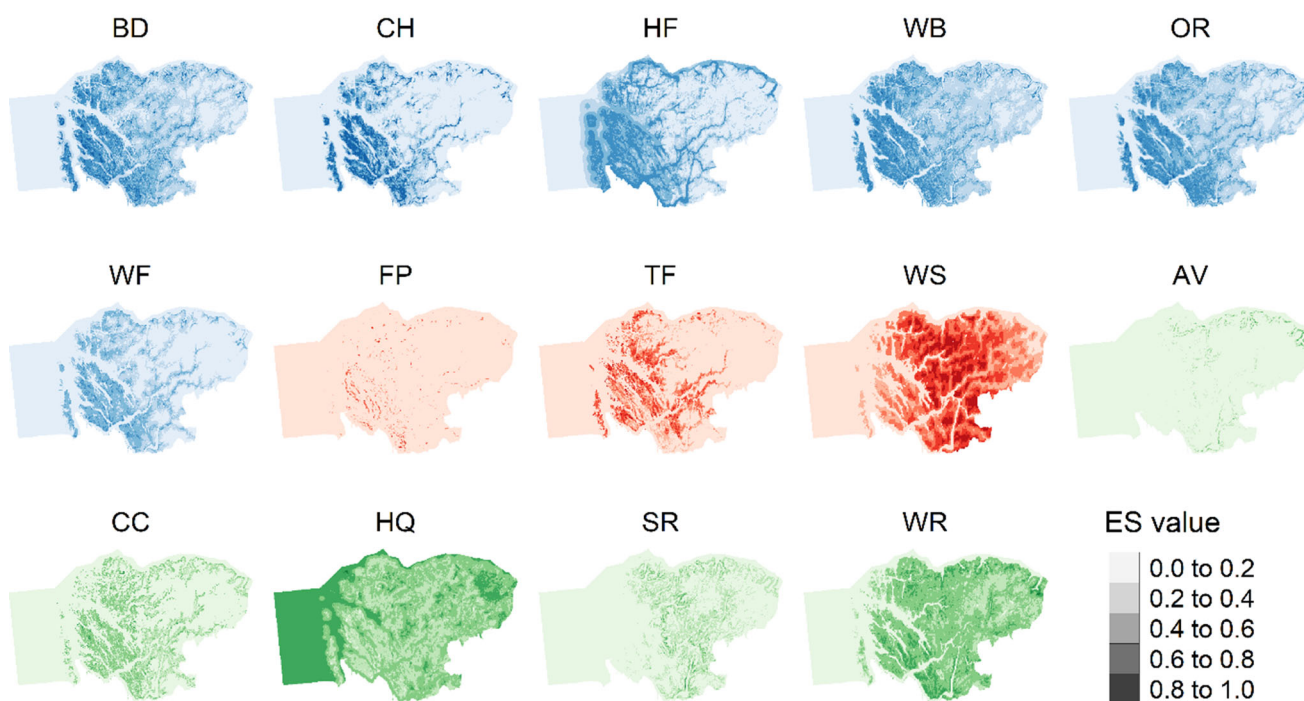 BD CH HF WB OR
WF FP TF WS AV
CC HQ SR WR ES value
0.0 to 0.2
0.2 to 0.4
0.4 to 0.6
0.6 to 0.8
0.8 to 1.0